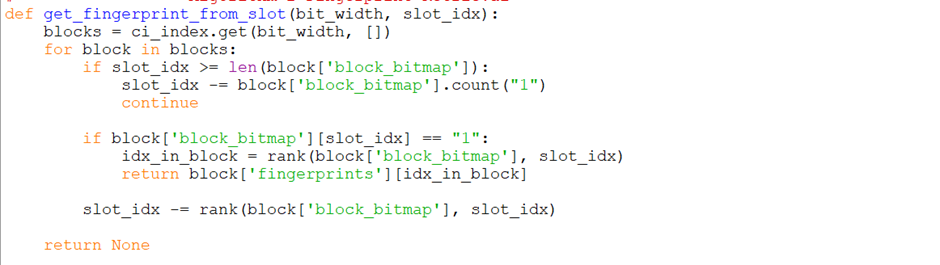 def get_fingerprint_from_slot(bit_width, slot_idx):
    blocks = ci_index.get(bit_width, [])
    for block in blocks:
        if slot_idx >= len(block['block_bitmap']):
            slot_idx -= block['block_bitmap'].count("1")
            continue

        if block['block_bitmap'][slot_idx] == "1":
            idx_in_block = rank(block['block_bitmap'], slot_idx)
            return block['fingerprints'][idx_in_block]

        slot_idx -= rank(block['block_bitmap'], slot_idx)

    return None